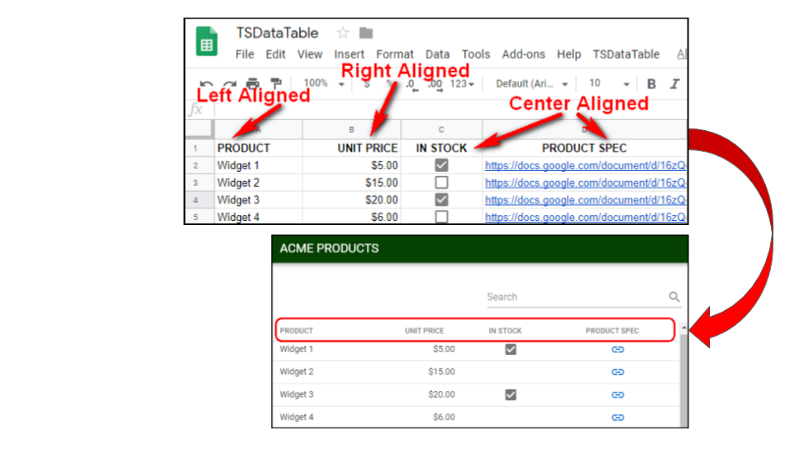 TSDataTable
File Edit View Insert Format Data Tools Add-ons Help TSDataTable
100% $ % .0 .00 123 Default (Ari... 10 B I
Right Aligned
Left Aligned
Center Aligned
fx
B C
1 PRODUCT UNIT PRICE IN STOCK PRODUCT SPEC
2 Widget 1 $5.00 https://docs.google.com/document/d/16zQ
3 Widget 2 $15.00 https://docs.google.com/document/d/16zQ
4 Widget 3 $20.00 https://docs.google.com/document/d/16zQ
5 Widget 4 $6.00 https://docs.google.com/document/d/16zQ
ACME PRODUCTS
Search
PRODUCT UNIT PRICE IN STOCK PRODUCT SPEC
Widget 1 $5.00
Widget 2 $15.00
Widget 3 $20.00
Widget 4 $6.00